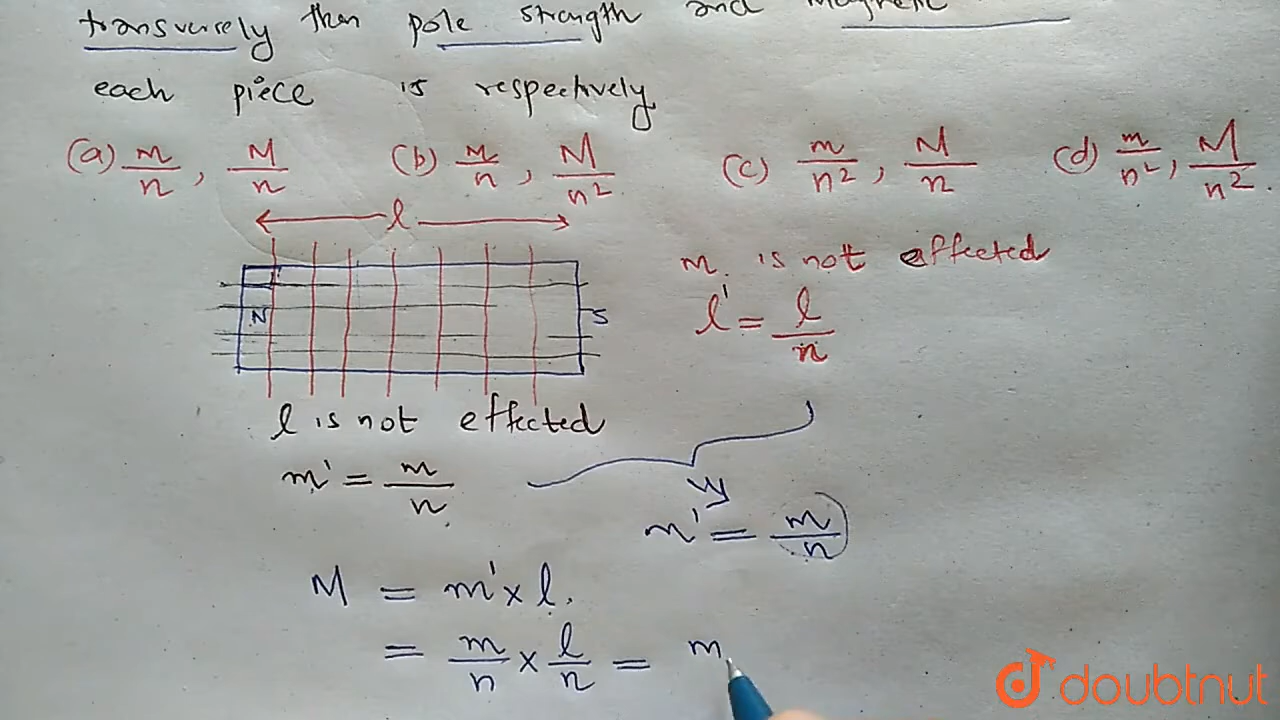 transversely then pole strength and magnetic
each piece is respectively
(a) m/n , M/n (b) m/n , M/n² (c) m/n² , M/n (d) m/n² , M/n² .
l
N S
m is not effected
l' = l/n
l is not effected
m' = m/n
m' = m/n
M = m' × l .
= m/n × l/n = m
doubtnut